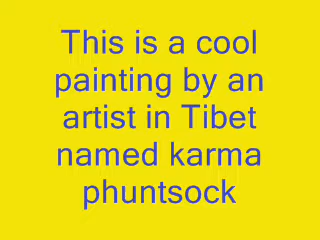 This is a cool
painting by an
artist in Tibet
named karma
phuntsock